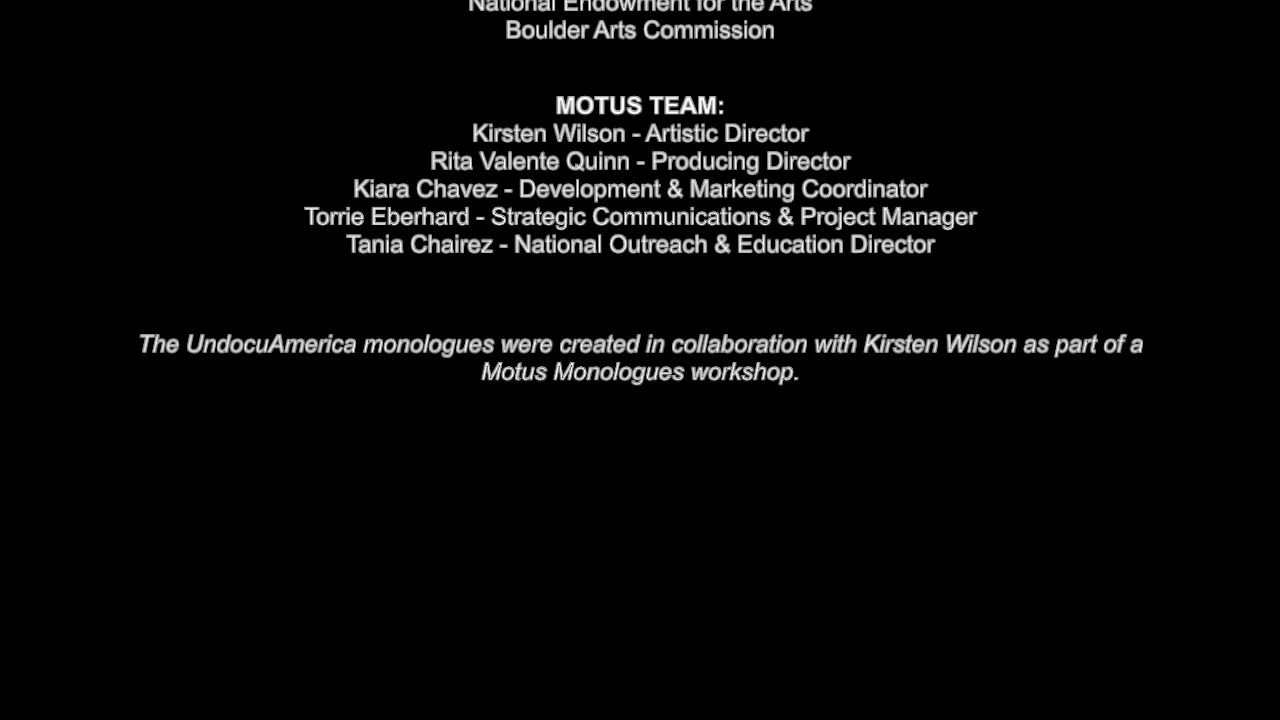 National Endowment for the Arts
Boulder Arts Commission
MOTUS TEAM:
Kirsten Wilson - Artistic Director
Rita Valente Quinn - Producing Director
Kiara Chavez - Development & Marketing Coordinator
Torrie Eberhard - Strategic Communications & Project Manager
Tania Chairez - National Outreach & Education Director
The UndocuAmerica monologues were created in collaboration with Kirsten Wilson as part of a
Motus Monologues workshop.